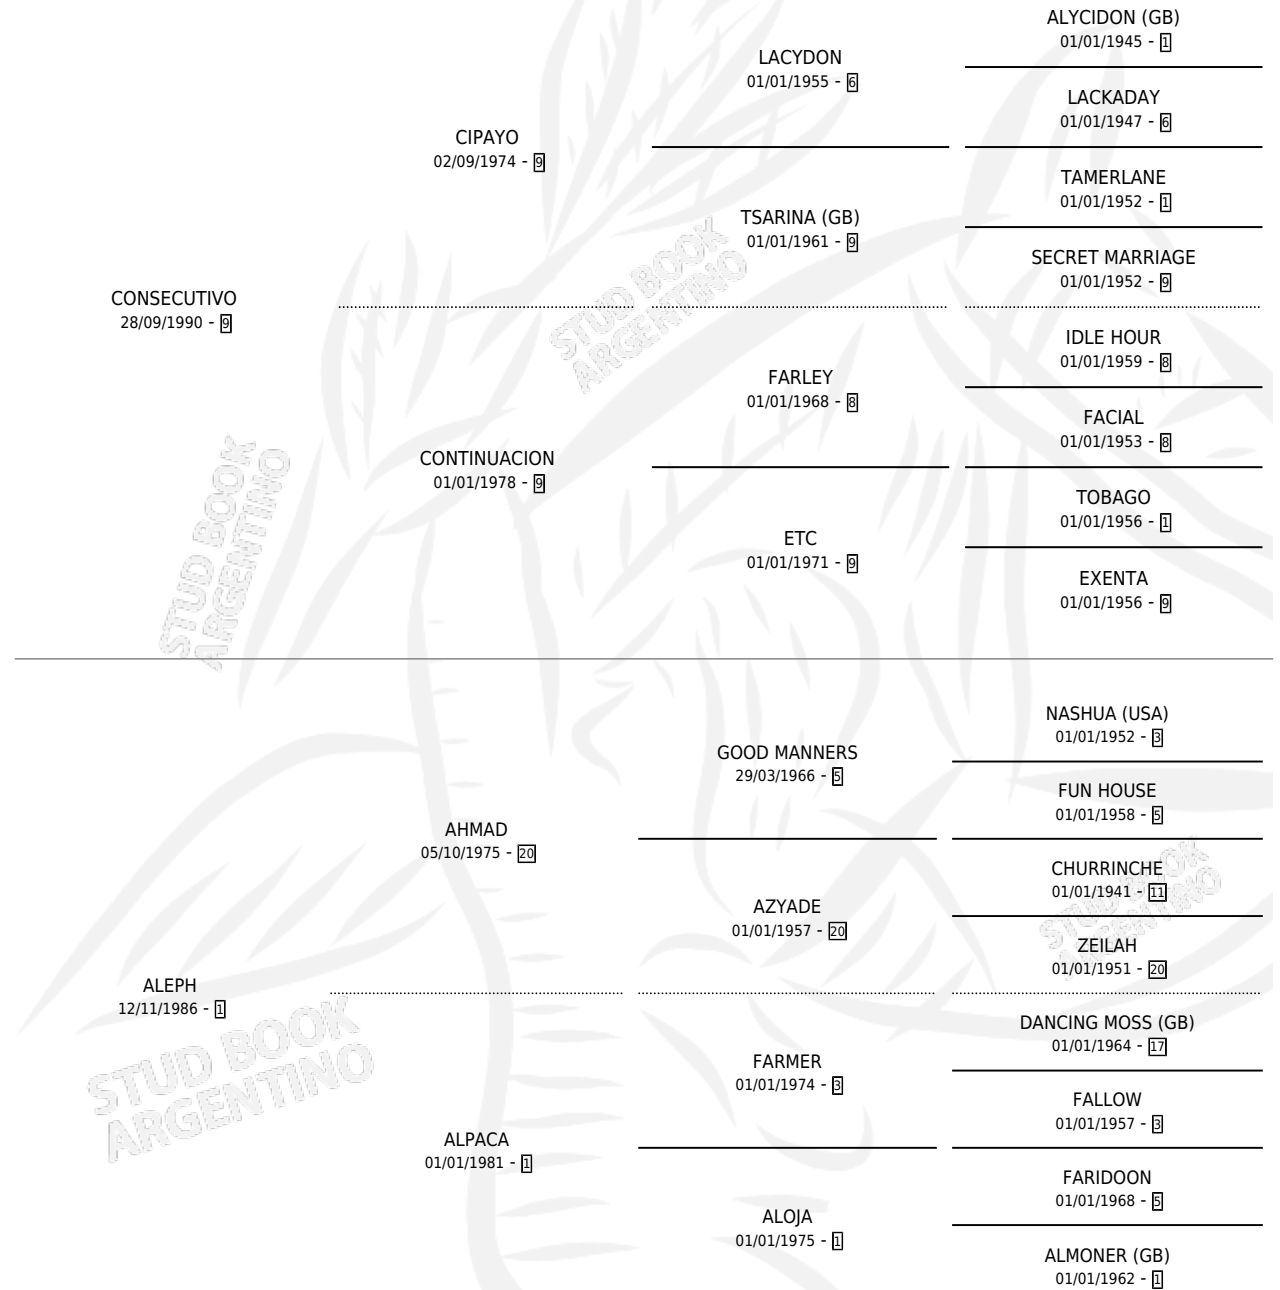 ALYCIDON (GB)
01/01/1945 - 1
LACYDON
01/01/1955 - 6
LACKADAY
01/01/1947 - 6
CIPAYO
02/09/1974 - 9
TAMERLANE
01/01/1952 - 1
TSARINA (GB)
01/01/1961 - 9
SECRET MARRIAGE
01/01/1952 - 9
CONSECUTIVO
28/09/1990 - 9
IDLE HOUR
01/01/1959 - 8
FARLEY
01/01/1968 - 8
FACIAL
01/01/1953 - 8
CONTINUACION
01/01/1978 - 9
TOBAGO
01/01/1956 - 1
ETC
01/01/1971 - 9
EXENTA
01/01/1956 - 9
STUD BOOK
ARGENTINO
STUD BOOK
ARGENTINO
NASHUA (USA)
01/01/1952 - 3
GOOD MANNERS
29/03/1966 - 5
FUN HOUSE
01/01/1958 - 5
AHMAD
05/10/1975 - 20
CHURRINCHE
01/01/1941 - 11
AZYADE
01/01/1957 - 20
ZEILAH
01/01/1951 - 20
STUD BOOK
ARGENTINO
ALEPH
12/11/1986 - 1
DANCING MOSS (GB)
01/01/1964 - 17
FARMER
01/01/1974 - 3
FALLOW
01/01/1957 - 3
ALPACA
01/01/1981 - 1
FARIDOON
01/01/1968 - 5
ALOJA
01/01/1975 - 1
ALMONER (GB)
01/01/1962 - 1
STUD BOOK
ARGENTINO